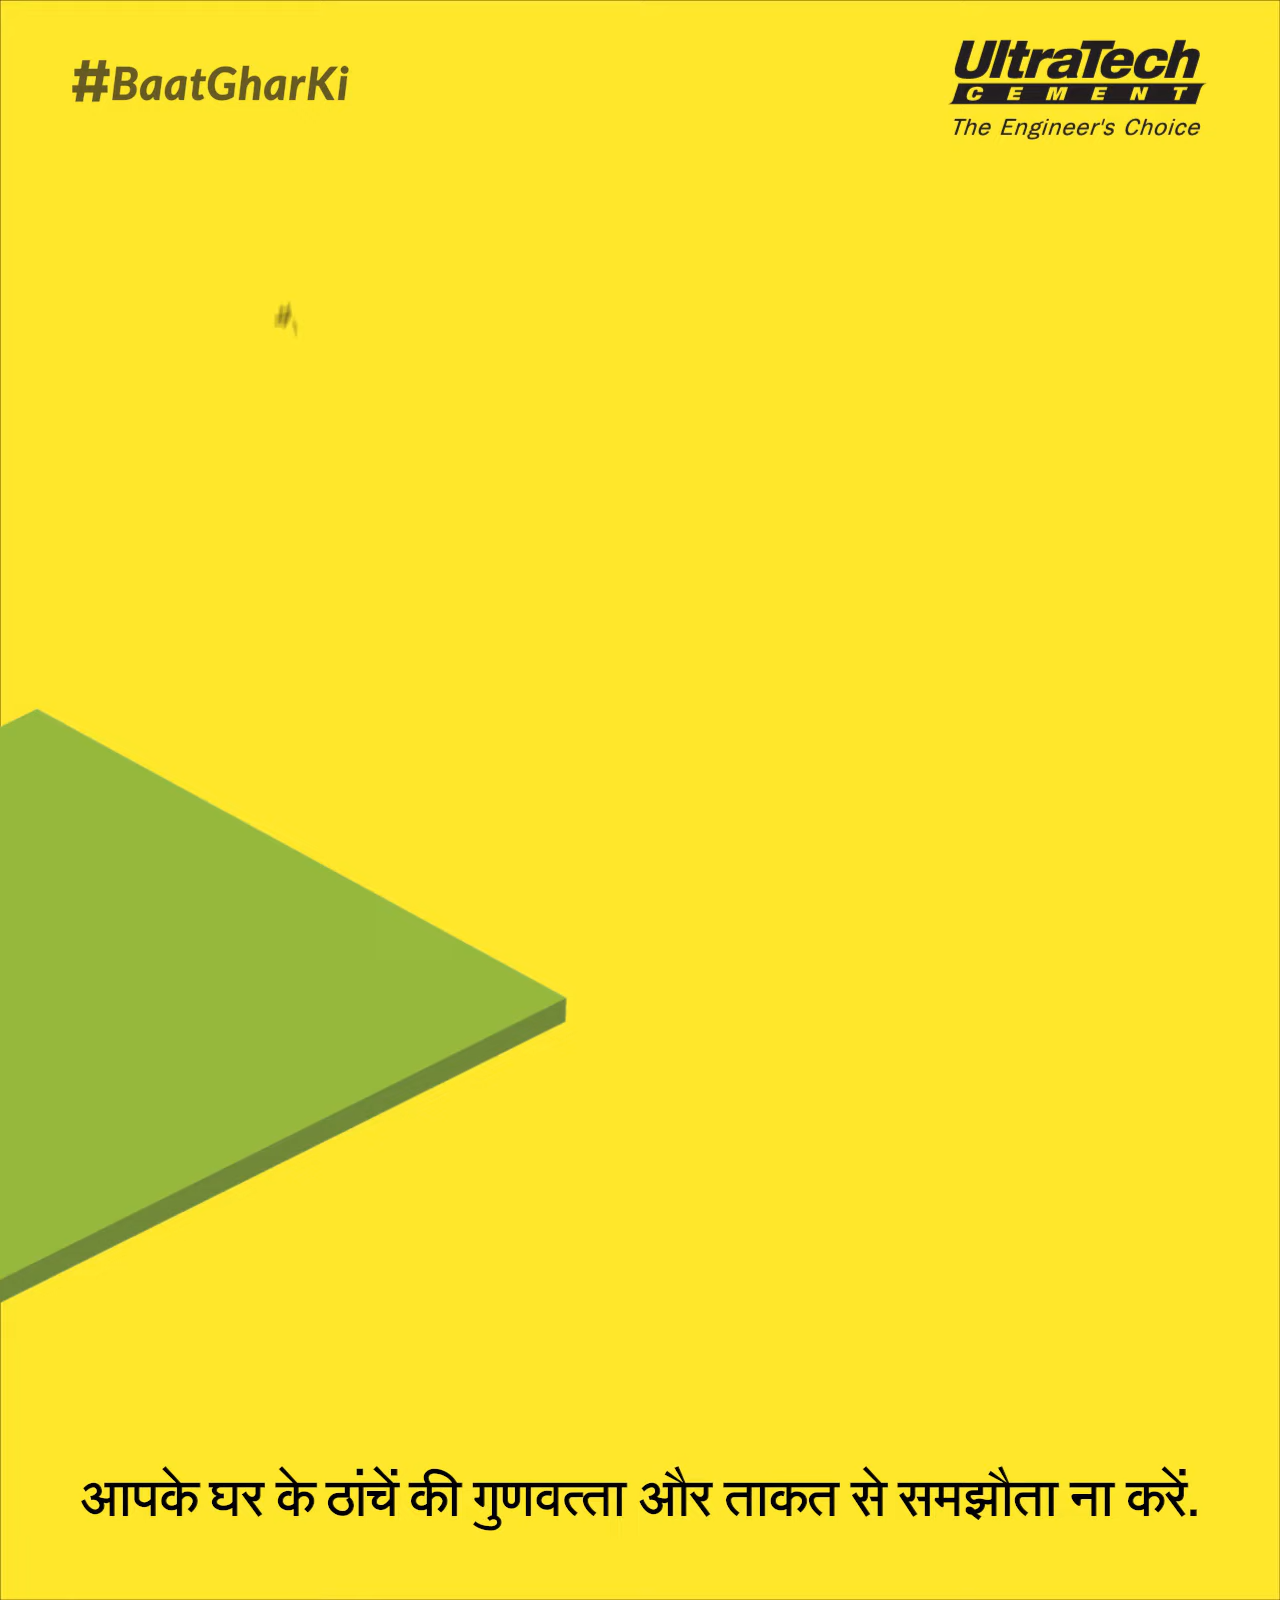 #BaatGharKi
UltraTech
CEMENT
The Engineer's Choice
आपके घर के ठांचें की गुणवत्ता और ताकत से समझौता ना करें.